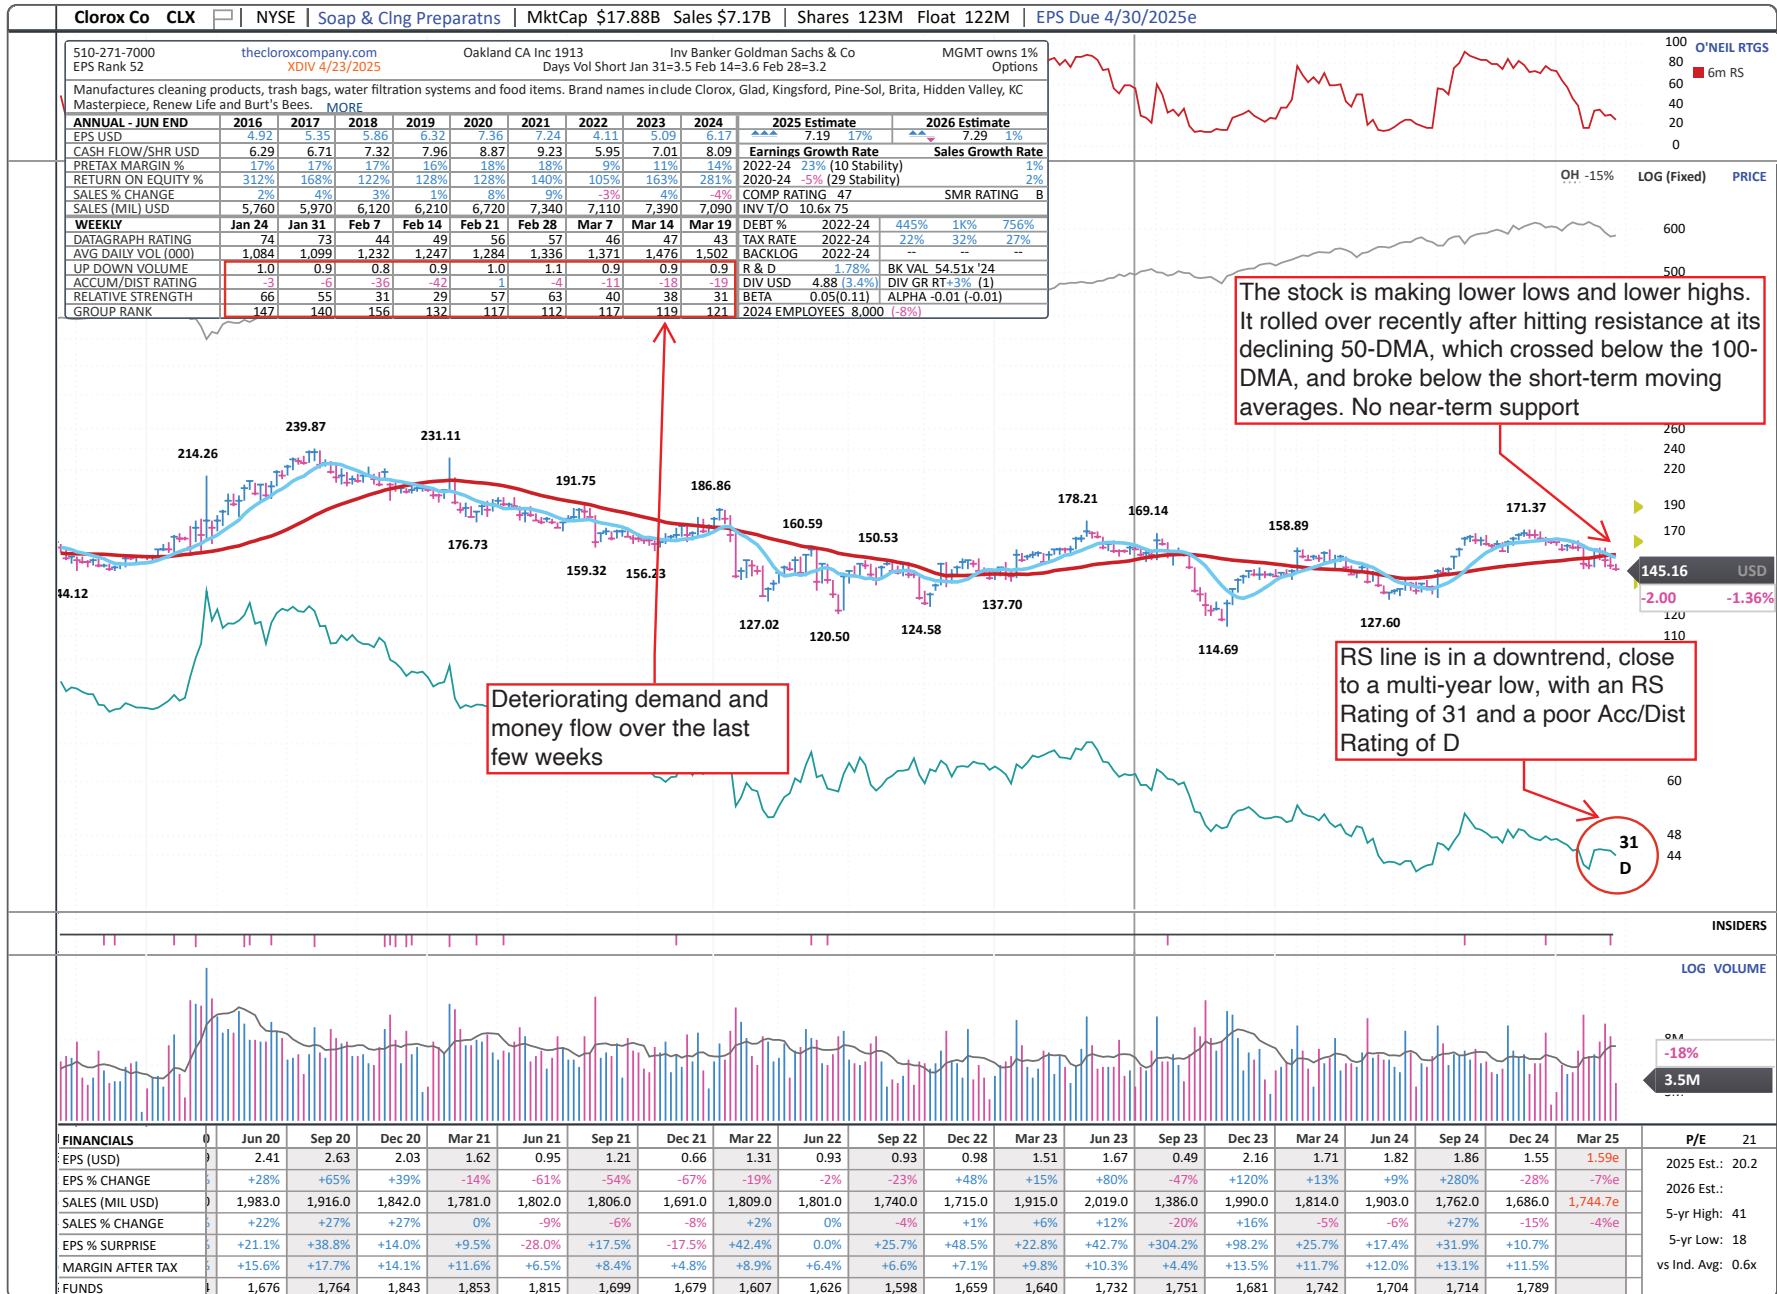 Clorox Co CLX NYSE Soap & Clng Preparatns MktCap $17.88B Sales $7.17B Shares 123M Float 122M EPS Due 4/30/2025e
510-271-7000 thecloroxcompany.com Oakland CA Inc 1913 Inv Banker Goldman Sachs & Co MGMT owns 1%
EPS Rank 52 XDIV 4/23/2025 Days Vol Short Jan 31=3.5 Feb 14=3.6 Feb 28=3.2 Options
Manufactures cleaning products, trash bags, water filtration systems and food items. Brand names include Clorox, Glad, Kingsford, Pine-Sol, Brita, Hidden Valley, KC
Masterpiece, Renew Life and Burt's Bees. MORE
ANNUAL - JUN END 2016 2017 2018 2019 2020 2021 2022 2023 2024 2025 Estimate 2026 Estimate
EPS USD 4.92 5.35 5.86 6.32 7.36 7.24 4.11 5.09 6.17 7.19 17% 7.29 1%
CASH FLOW/SHR USD 6.29 6.71 7.32 7.96 8.87 9.23 5.95 7.01 8.09 Earnings Growth Rate Sales Growth Rate
PRETAX MARGIN % 17% 17% 17% 16% 18% 18% 9% 11% 14% 2022-24 23% (10 Stability) 1%
RETURN ON EQUITY % 312% 168% 122% 128% 128% 140% 105% 163% 281% 2020-24 -5% (29 Stability) 2%
SALES % CHANGE 2% 4% 3% 1% 8% 9% -3% 4% -4% COMP RATING 47 SMR RATING B
SALES (MIL) USD 5,760 5,970 6,120 6,210 6,720 7,340 7,110 7,390 7,090 INV T/O 10.6x 75
WEEKLY Jan 24 Jan 31 Feb 7 Feb 14 Feb 21 Feb 28 Mar 7 Mar 14 Mar 19 DEBT % 2022-24 445% 1K% 756%
DATAGRAPH RATING 74 73 44 49 56 57 46 47 43 TAX RATE 2022-24 22% 32% 27%
AVG DAILY VOL (000) 1,084 1,099 1,232 1,247 1,284 1,336 1,371 1,476 1,502 BACKLOG 2022-24 -- -- --
UP DOWN VOLUME 1.0 0.9 0.8 0.9 1.0 1.1 0.9 0.9 0.9 R & D 1.78% BK VAL 54.51x '24
ACCUM/DIST RATING -3 -6 -36 -42 1 -4 -11 -18 -19 DIV USD 4.88 (3.4%) DIV GR RT+3% (1)
RELATIVE STRENGTH 66 55 31 29 57 63 40 38 31 BETA 0.05(0.11) ALPHA -0.01 (-0.01)
GROUP RANK 147 140 156 132 117 112 117 119 121 2024 EMPLOYEES 8,000 (-8%)
100 O'NEIL RTGS
80 6m RS
60
40
20
0
OH -15% LOG (Fixed) PRICE
600
500
The stock is making lower lows and lower highs.
It rolled over recently after hitting resistance at its
declining 50-DMA, which crossed below the 100-
DMA, and broke below the short-term moving
averages. No near-term support
260
240
220
190
170
145.16 USD
-2.00 -1.36%
120
110
214.26
239.87
231.11
176.73
191.75
159.32
156.23
186.86
127.02
160.59
120.50
150.53
124.58
137.70
178.21
169.14
114.69
158.89
127.60
171.37
44.12
Deteriorating demand and
money flow over the last
few weeks
RS line is in a downtrend, close
to a multi-year low, with an RS
Rating of 31 and a poor Acc/Dist
Rating of D
60
48
44
31
D
INSIDERS
LOG VOLUME
8M
-18%
3.5M
FINANCIALS Jun 20 Sep 20 Dec 20 Mar 21 Jun 21 Sep 21 Dec 21 Mar 22 Jun 22 Sep 22 Dec 22 Mar 23 Jun 23 Sep 23 Dec 23 Mar 24 Jun 24 Sep 24 Dec 24 Mar 25
EPS (USD) 2.41 2.63 2.03 1.62 0.95 1.21 0.66 1.31 0.93 0.93 0.98 1.51 1.67 0.49 2.16 1.71 1.82 1.86 1.55 1.59e
EPS % CHANGE +28% +65% +39% -14% -61% -54% -67% -19% -2% -23% +48% +15% +80% -47% +120% +13% +9% +280% -28% -7%e
SALES (MIL USD) 1,983.0 1,916.0 1,842.0 1,781.0 1,802.0 1,806.0 1,691.0 1,809.0 1,801.0 1,740.0 1,715.0 1,915.0 2,019.0 1,386.0 1,990.0 1,814.0 1,903.0 1,762.0 1,686.0 1,744.7e
SALES % CHANGE +22% +27% +27% 0% -9% -6% -8% +2% 0% -4% +1% +6% +12% -20% +16% -5% -6% +27% -15% -4%e
EPS % SURPRISE +21.1% +38.8% +14.0% +9.5% -28.0% +17.5% -17.5% +42.4% 0.0% +25.7% +48.5% +22.8% +42.7% +304.2% +98.2% +25.7% +17.4% +31.9% +10.7%
MARGIN AFTER TAX +15.6% +17.7% +14.1% +11.6% +6.5% +8.4% +4.8% +8.9% +6.4% +6.6% +7.1% +9.8% +10.3% +4.4% +13.5% +11.7% +12.0% +13.1% +11.5%
FUNDS 1,676 1,764 1,843 1,853 1,815 1,699 1,679 1,607 1,626 1,598 1,659 1,640 1,732 1,751 1,681 1,742 1,704 1,714 1,789
P/E 21
2025 Est.: 20.2
2026 Est.:
5-yr High: 41
5-yr Low: 18
vs Ind. Avg: 0.6x